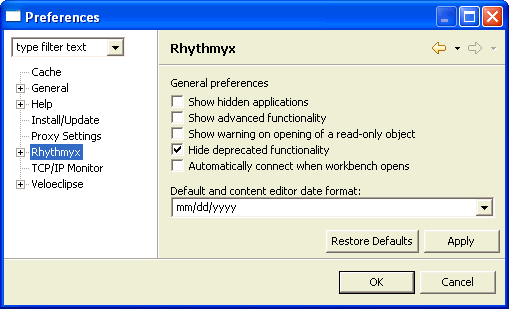 Preferences
type filter text
Rhythmyx
Cache
General
Help
Install/Update
Proxy Settings
Rhythmyx
TCP/IP Monitor
Veloeclipse
General preferences
Show hidden applications
Show advanced functionality
Show warning on opening of a read-only object
Hide deprecated functionality
Automatically connect when workbench opens
Default and content editor date format:
mm/dd/yyyy
Restore Defaults Apply
OK Cancel